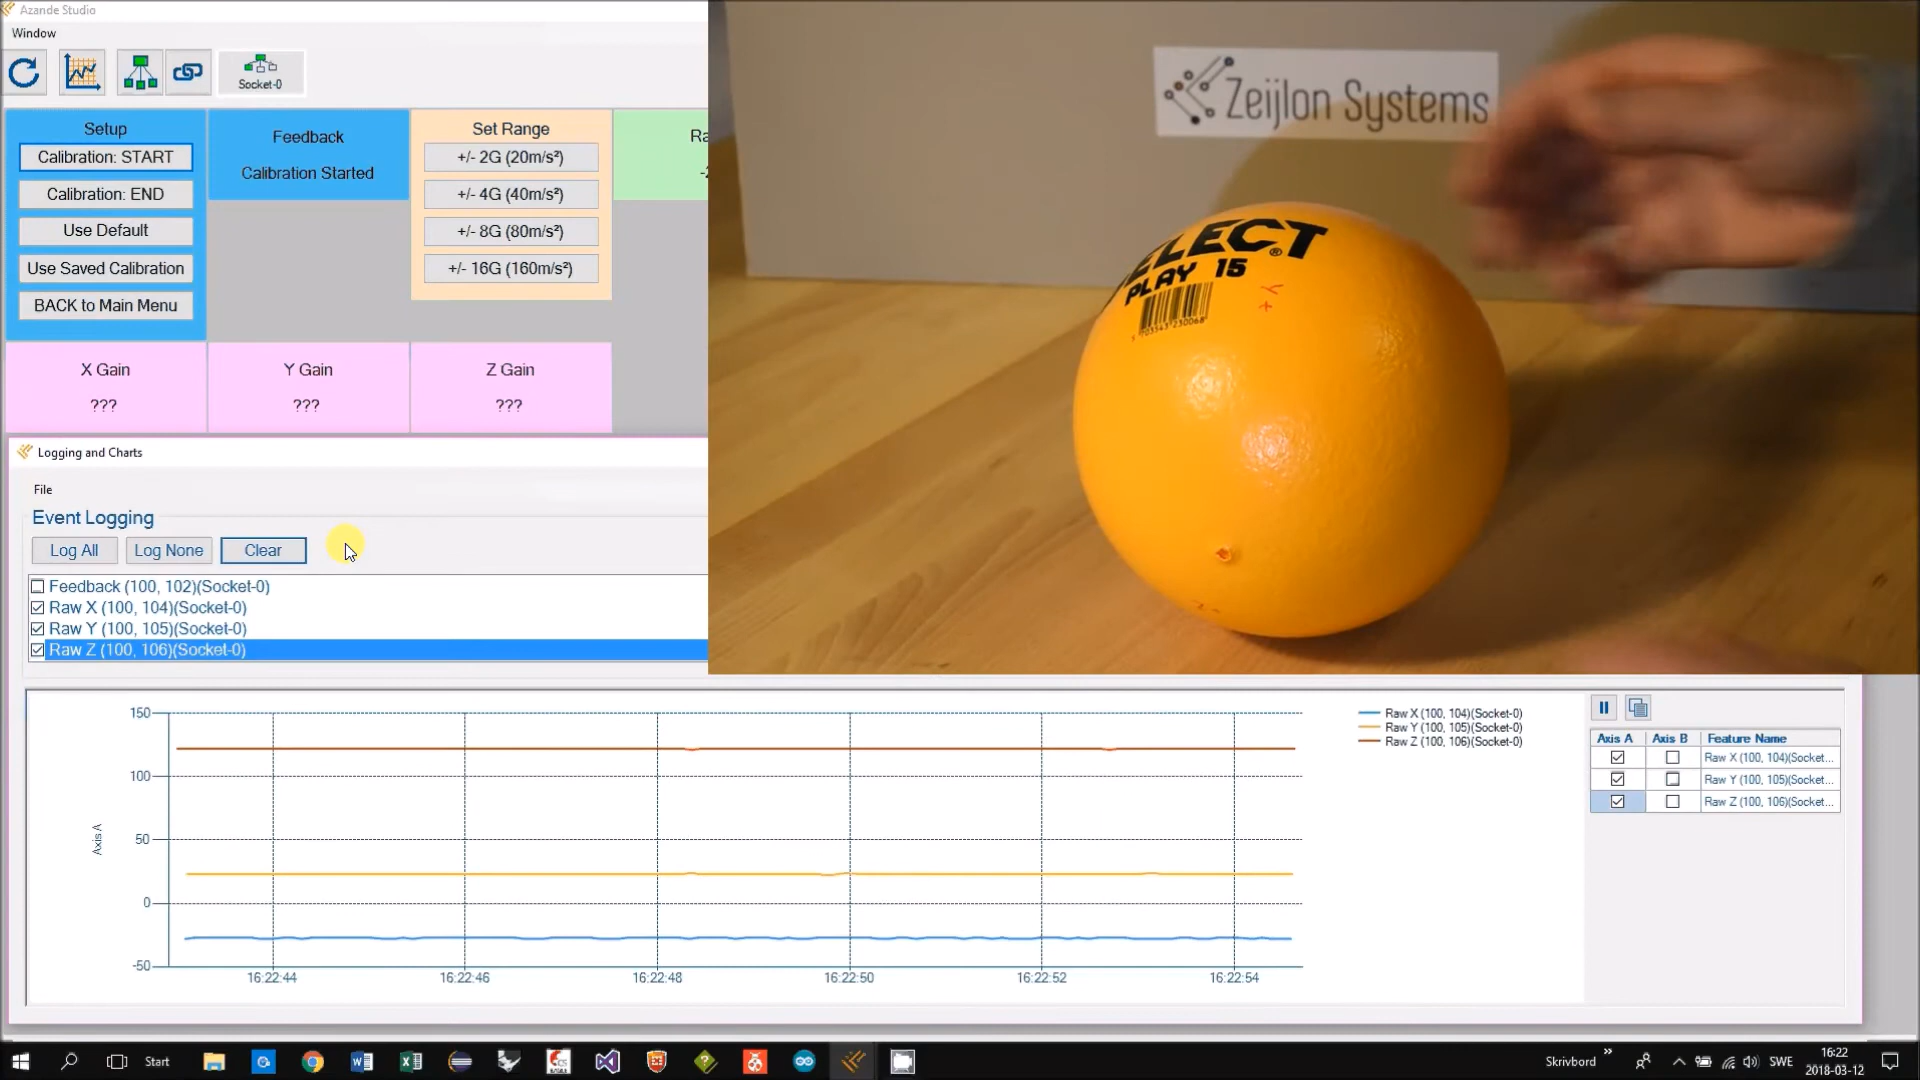 Azande Studio
Window
Socket-0
Setup
Calibration: START
Calibration: END
Use Default
Use Saved Calibration
BACK to Main Menu
Feedback
Calibration Started
Set Range
+/- 2G (20m/s²)
+/- 4G (40m/s²)
+/- 8G (80m/s²)
+/- 16G (160m/s²)
Ra
-2
X Gain
???
Y Gain
???
Z Gain
???
Zeijlon Systems
ELECT®
PLAY 15
Y
+
Logging and Charts
File
Event Logging
Log All
Log None
Clear
Feedback (100, 102)(Socket-0)
Raw X (100, 104)(Socket-0)
Raw Y (100, 105)(Socket-0)
Raw Z (100, 106)(Socket-0)
150
100
50
0
-50
Axis A
16:22:44
16:22:46
16:22:48
16:22:50
16:22:52
16:22:54
Raw X (100, 104)(Socket-0)
Raw Y (100, 105)(Socket-0)
Raw Z (100, 106)(Socket-0)
Axis A Axis B Feature Name
Raw X (100, 104)(Socket...
Raw Y (100, 105)(Socket...
Raw Z (100, 106)(Socket...
Start
Skrivbord
SWE
16:22
2018-03-12